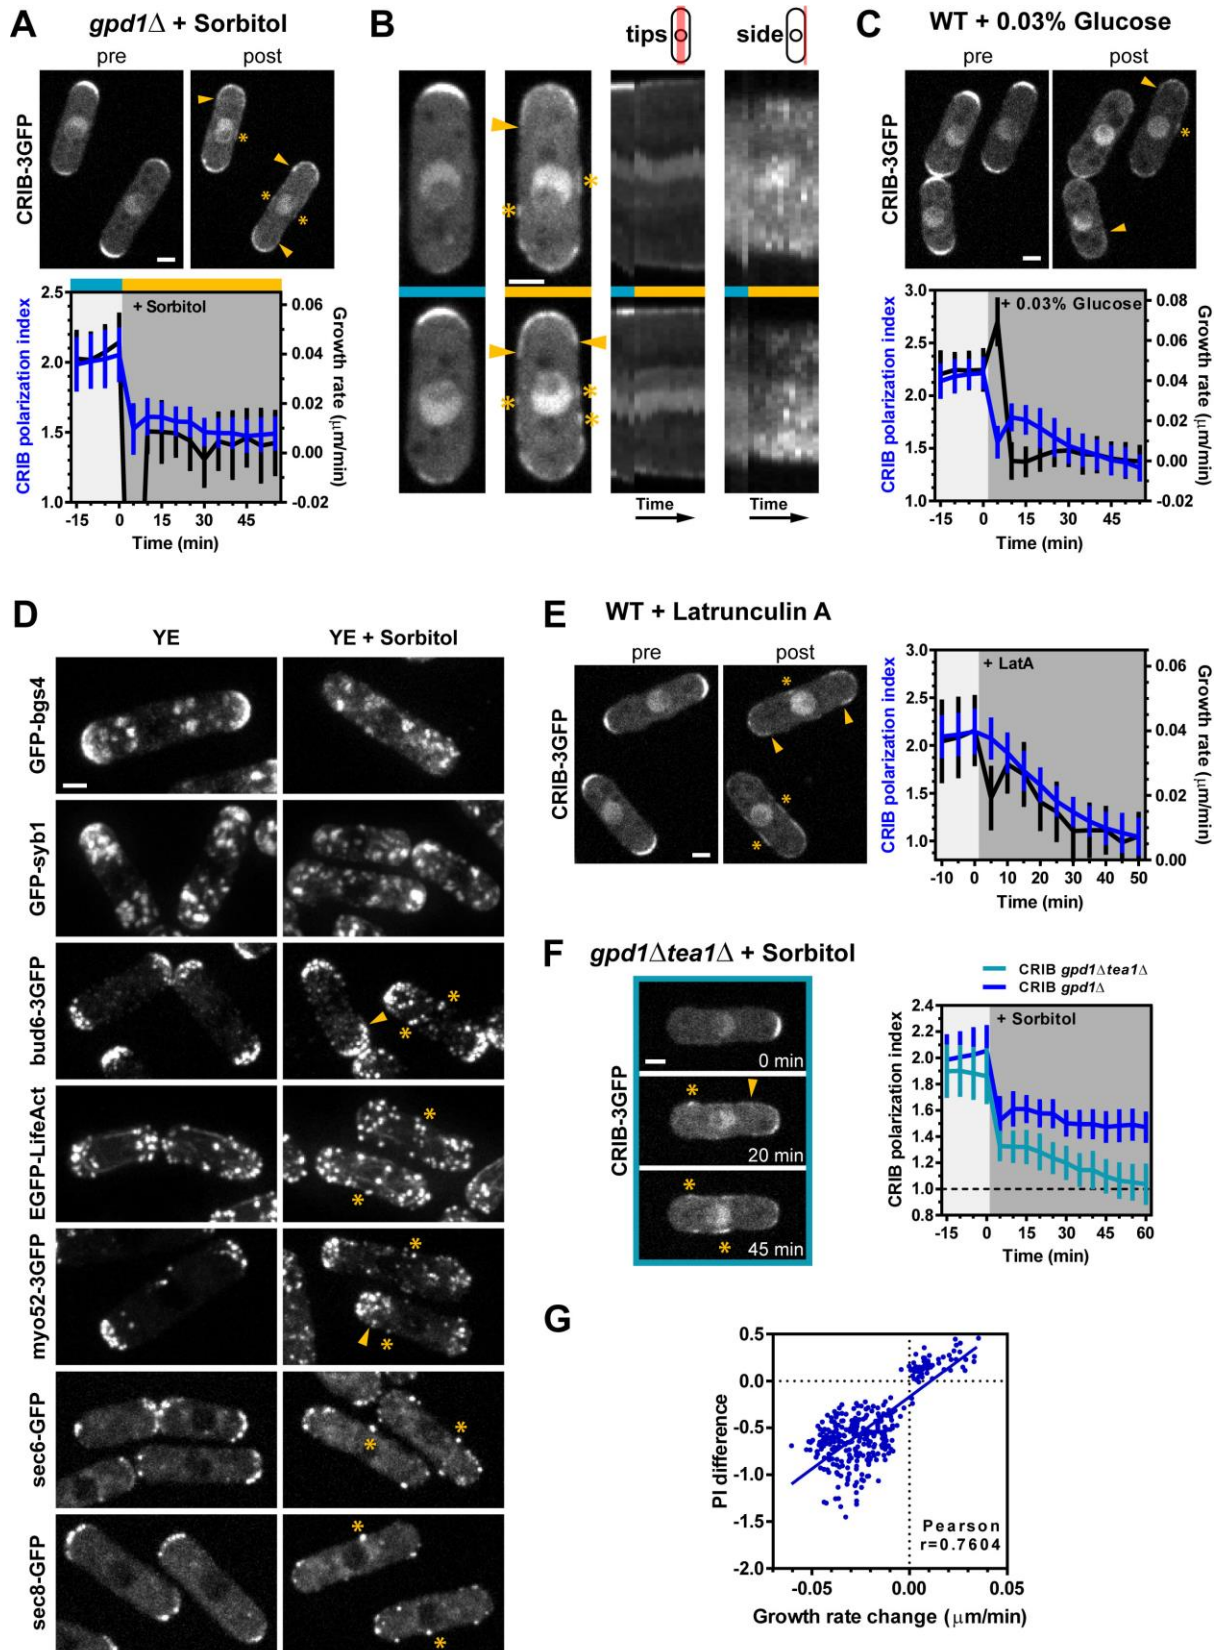 A
gpd1Δ + Sorbitol
pre
post
CRIB-3GFP
*
*
*
CRIB polarization index
2.5
2.0
1.5
1.0
+ Sorbitol
0.06
0.04
0.02
0.00
-0.02
Growth rate (μm/min)
-15
0
15
30
45
Time (min)
B
tips
side
*
*
*
*
*
Time
Time
C
WT + 0.03% Glucose
pre
post
CRIB-3GFP
*
CRIB polarization index
3.0
2.5
2.0
1.5
1.0
+ 0.03% Glucose
0.08
0.06
0.04
0.02
0.00
-0.02
Growth rate (μm/min)
-15
0
15
30
45
Time (min)
D
YE
YE + Sorbitol
GFP-bgs4
GFP-syb1
bud6-3GFP
*
*
EGFP-LifeAct
*
*
myo52-3GFP
*
*
sec6-GFP
*
*
sec8-GFP
*
*
E
WT + Latrunculin A
pre
post
CRIB-3GFP
*
*
*
CRIB polarization index
3.0
2.5
2.0
1.5
1.0
+ LatA
0.06
0.04
0.02
0.00
Growth rate (μm/min)
-10
0
10
20
30
40
50
Time (min)
F
gpd1Δtea1Δ + Sorbitol
CRIB-3GFP
0 min
*
20 min
*
*
45 min
CRIB gpd1Δtea1Δ
CRIB gpd1Δ
CRIB polarization index
2.4
2.2
2.0
1.8
1.6
1.4
1.2
1.0
0.8
+ Sorbitol
-15
0
15
30
45
60
Time (min)
G
PI difference
0.5
0.0
-0.5
-1.0
-1.5
-2.0
Pearson
r=0.7604
-0.05
0.00
0.05
Growth rate change (μm/min)